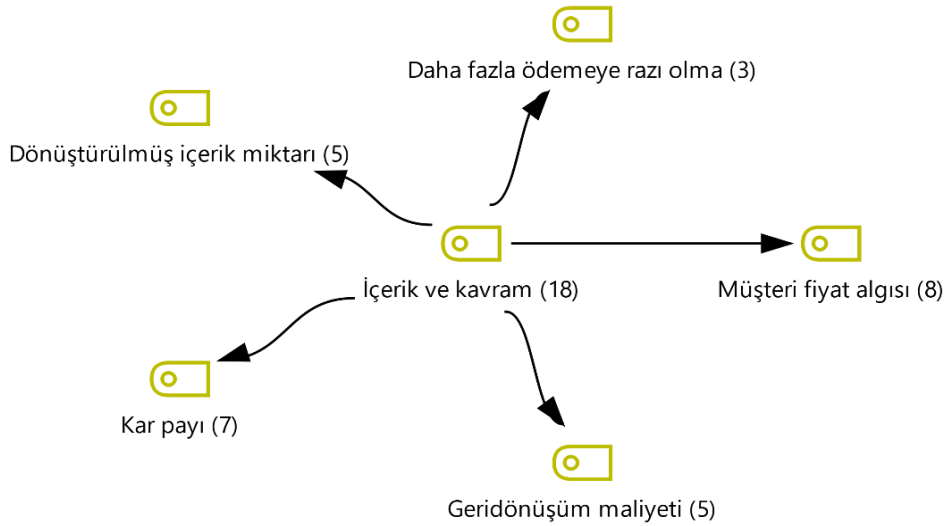 Daha fazla ödemeye razı olma (3)
Dönüştürülmüş içerik miktarı (5)
İçerik ve kavram (18)
Müşteri fiyat algısı (8)
Kar payı (7)
Geridönüşüm maliyeti (5)